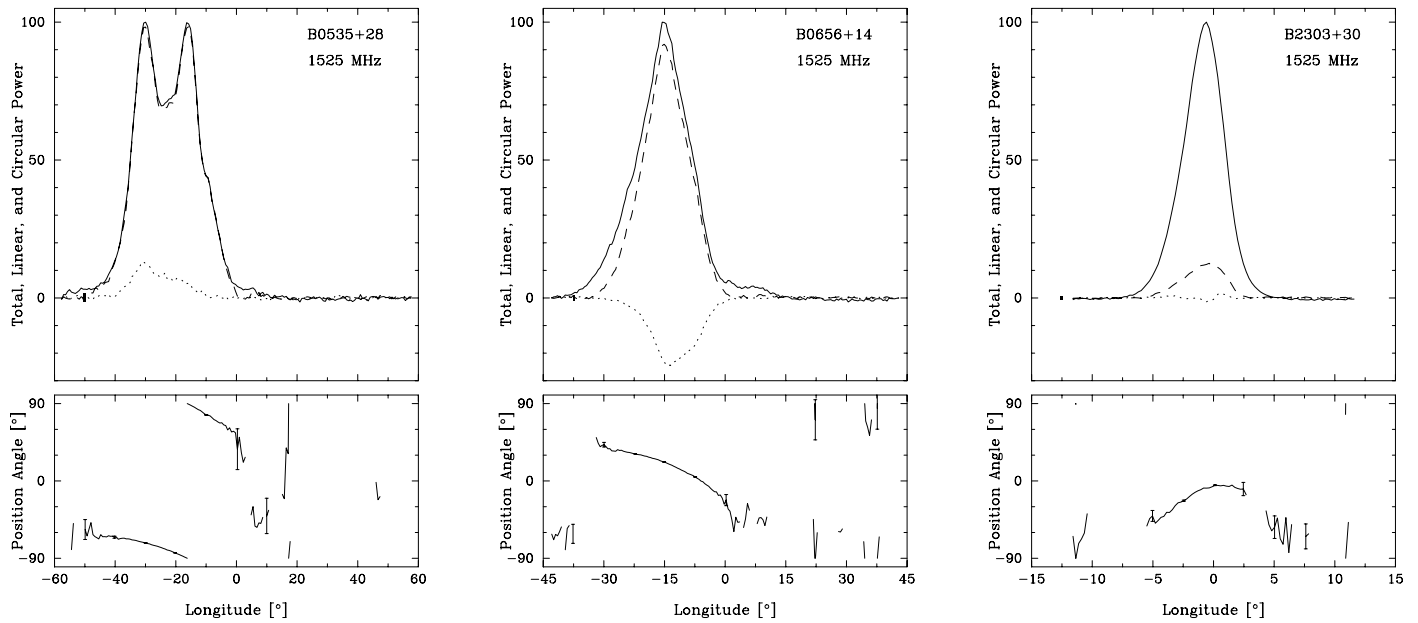 B0535+28
1525 MHz
Total, Linear, and Circular Power
100
50
0
Position Angle [°]
90
0
−90
−60 −40 −20 0 20 40 60
Longitude [°]
B0656+14
1525 MHz
Total, Linear, and Circular Power
100
50
0
Position Angle [°]
90
0
−90
−45 −30 −15 0 15 30 45
Longitude [°]
B2303+30
1525 MHz
Total, Linear, and Circular Power
100
50
0
Position Angle [°]
90
0
−90
−15 −10 −5 0 5 10 15
Longitude [°]